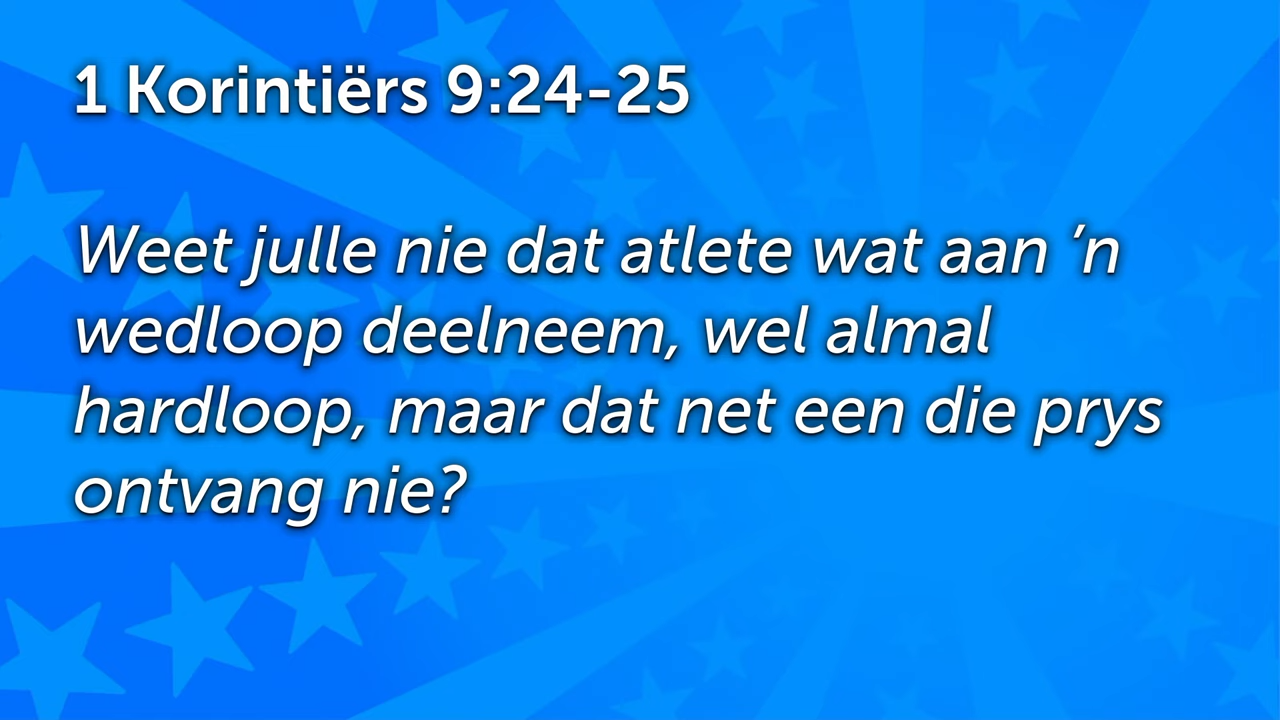 1 Korintiërs 9:24-25
Weet julle nie dat atlete wat aan ’n
wedloop deelneem, wel almal
hardloop, maar dat net een die prys
ontvang nie?